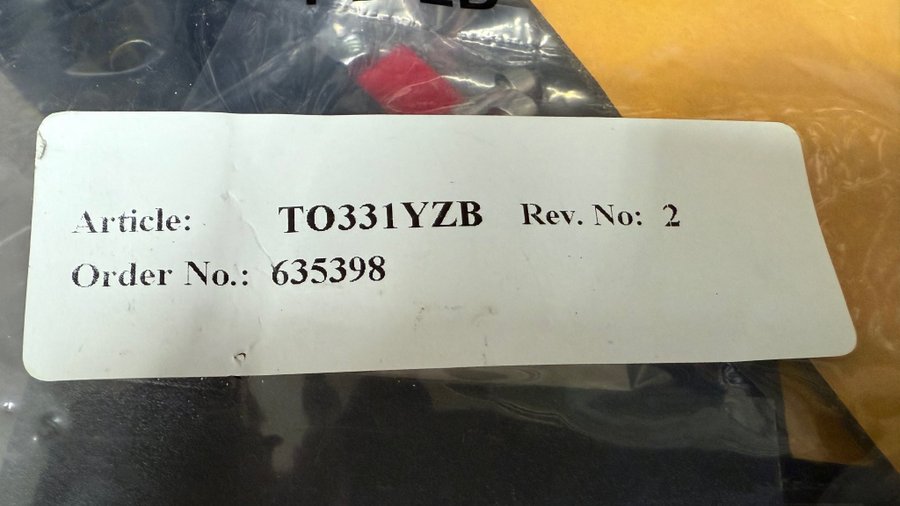 Article: TO331YZB Rev. No: 2
Order No.: 635398